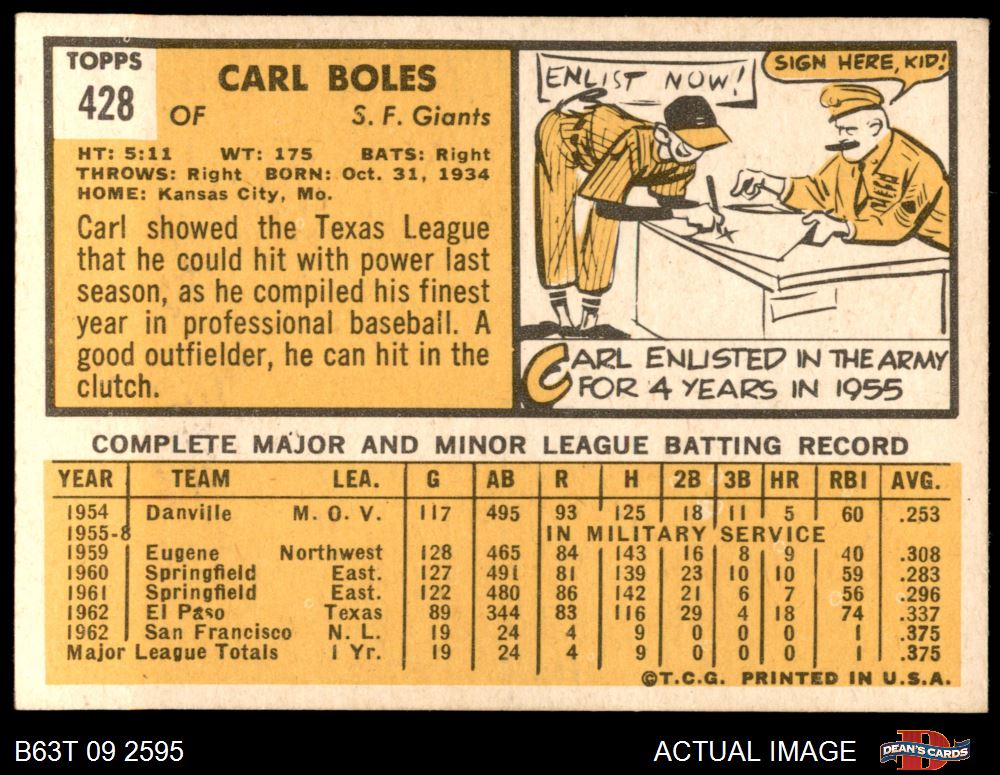 TOPPS
428
CARL BOLES
OF S. F. Giants
HT: 5:11 WT: 175 BATS: Right
THROWS: Right BORN: Oct. 31, 1934
HOME: Kansas City, Mo.
Carl showed the Texas League
that he could hit with power last
season, as he compiled his finest
year in professional baseball. A
good outfielder, he can hit in the
clutch.
ENLIST NOW!
SIGN HERE, KID!
CARL ENLISTED IN THE ARMY
FOR 4 YEARS IN 1955
COMPLETE MAJOR AND MINOR LEAGUE BATTING RECORD
YEAR TEAM LEA. G AB R H 2B 3B HR RBI AVG.
1954 Danville M. O. V. 117 495 93 125 18 11 5 60 .253
1955-8 IN MILITARY SERVICE
1959 Eugene Northwest 128 465 84 143 16 8 9 40 .308
1960 Springfield East. 127 491 81 139 23 10 10 59 .283
1961 Springfield East. 122 480 86 142 21 6 7 56 .296
1962 El Paso Texas 89 344 83 116 29 4 18 74 .337
1962 San Francisco N. L. 19 24 4 9 0 0 0 1 .375
Major League Totals 1 Yr. 19 24 4 9 0 0 0 1 .375
©T.C.G. PRINTED IN U.S.A.
B63T 09 2595 ACTUAL IMAGE DEAN'S CARDS